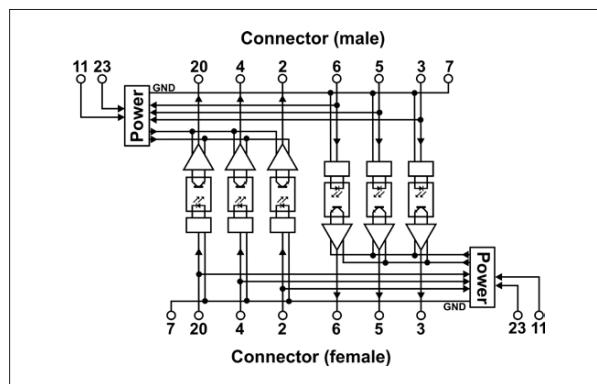 Connector (male)
11 23 20 4 2 6 5 3 7
GND
Power
Power
GND
7 20 4 2 6 5 3 23 11
Connector (female)